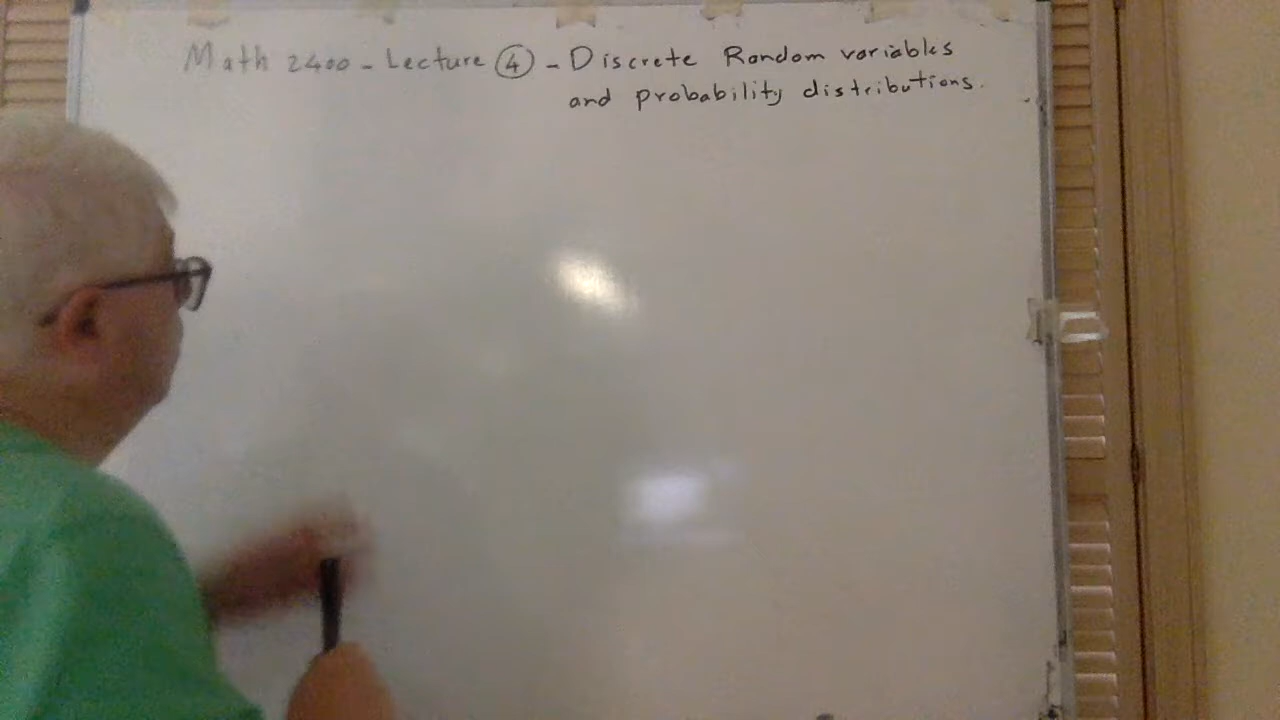 Math 2400 - Lecture ④ - Discrete Random variables
and probability distributions.